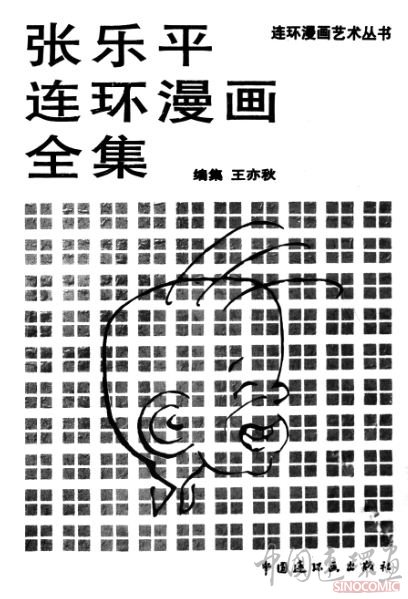 张乐平
连环漫画
全集
连环漫画艺术丛书
编集 王亦秋
中国连环画出版社
中国连环画
SINOCOMIC